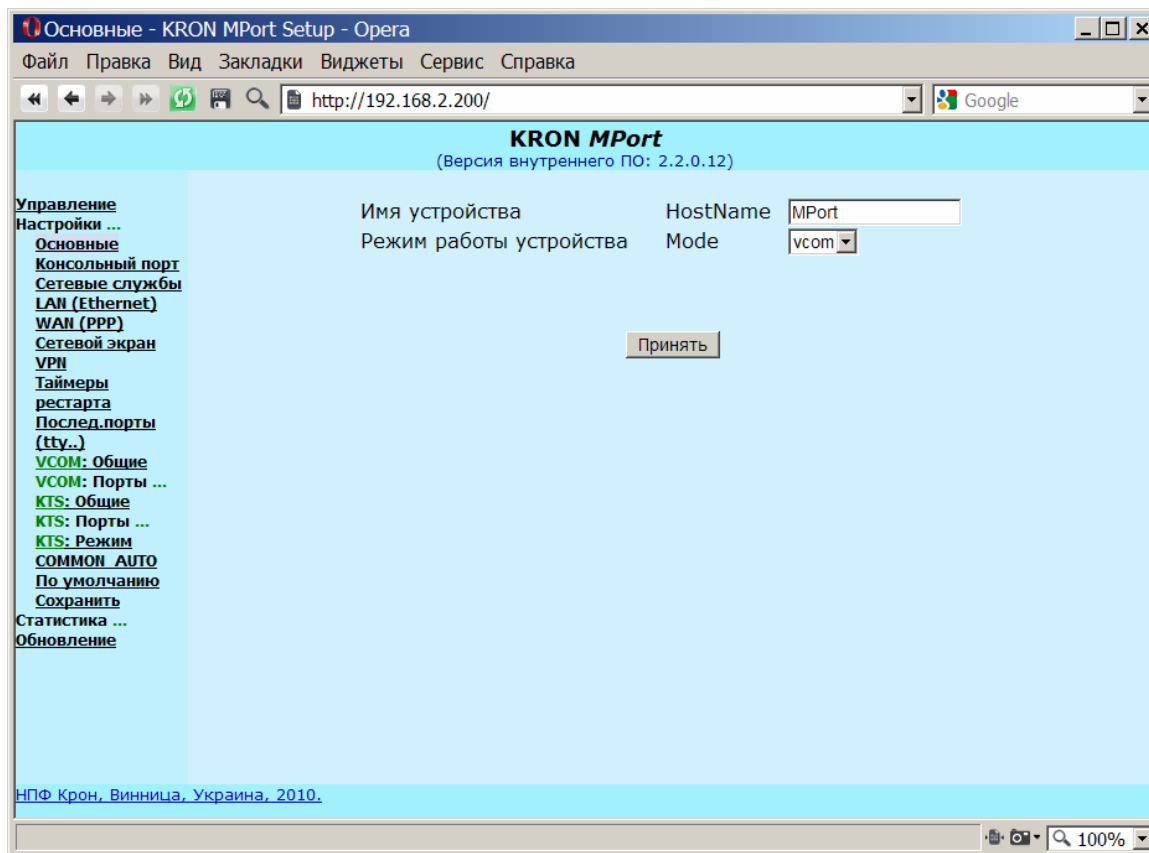 Основные - KRON MPort Setup - Opera
Файл Правка Вид Закладки Виджеты Сервис Справка
http://192.168.2.200/ Google
KRON MPort
(Версия внутреннего ПО: 2.2.0.12)
Управление
Настройки ...
Основные
Консольный порт
Сетевые службы
LAN (Ethernet)
WAN (PPP)
Сетевой экран
VPN
Таймеры
рестарта
Послед.порты
(tty..)
VCOM: Общие
VCOM: Порты ...
KTS: Общие
KTS: Порты ...
KTS: Режим
COMMON_AUTO
По умолчанию
Сохранить
Статистика ...
Обновление
Имя устройства HostName MPort
Режим работы устройства Mode vcom
Принять
НПФ Крон, Винница, Украина, 2010.
100%